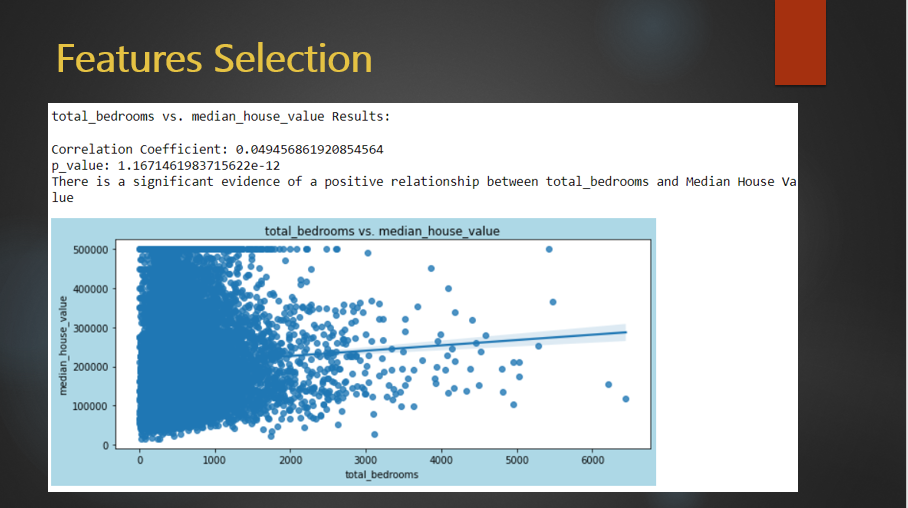 Features Selection
total_bedrooms vs. median_house_value Results:
Correlation Coefficient: 0.049456861920854564
p_value: 1.1671461983715622e-12
There is a significant evidence of a positive relationship between total_bedrooms and Median House Va
lue
total_bedrooms vs. median_house_value
500000
400000
300000
200000
100000
0
median_house_value
0 1000 2000 3000 4000 5000 6000
total_bedrooms